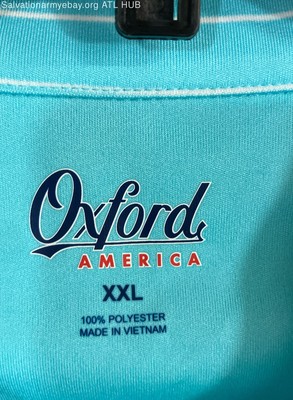 Salvationarmyebay.org ATL HUB
Oxford
AMERICA
XXL
100% POLYESTER
MADE IN VIETNAM